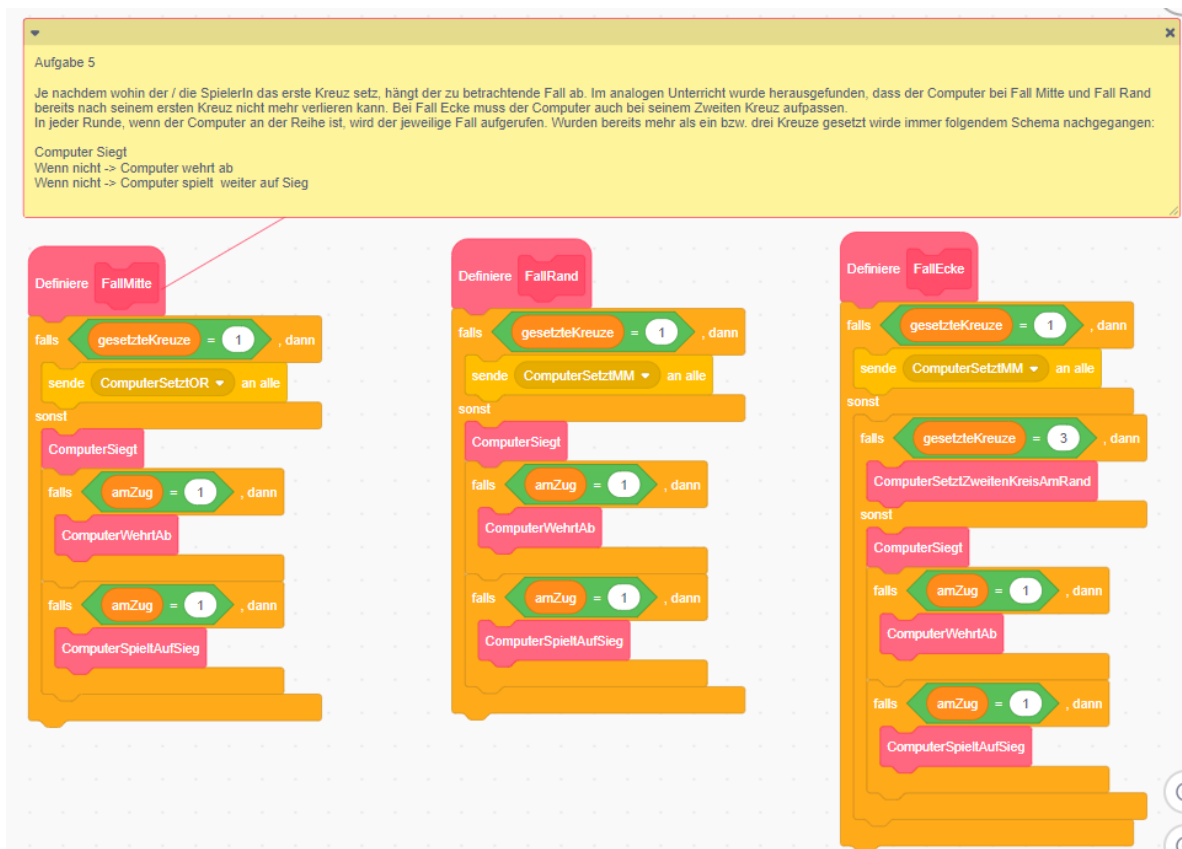 Aufgabe 5
Je nachdem wohin der / die SpielerIn das erste Kreuz setz, hängt der zu betrachtende Fall ab. Im analogen Unterricht wurde herausgefunden, dass der Computer bei Fall Mitte und Fall Rand
bereits nach seinem ersten Kreuz nicht mehr verlieren kann. Bei Fall Ecke muss der Computer auch bei seinem Zweiten Kreuz aufpassen.
In jeder Runde, wenn der Computer an der Reihe ist, wird der jeweilige Fall aufgerufen. Wurden bereits mehr als ein bzw. drei Kreuze gesetzt wirde immer folgendem Schema nachgegangen:
Computer Siegt
Wenn nicht -> Computer wehrt ab
Wenn nicht -> Computer spielt weiter auf Sieg
Definiere FallMitte
falls gesetzteKreuze = 1 , dann
sende ComputerSetztOR an alle
sonst
ComputerSiegt
falls amZug = 1 , dann
ComputerWehrtAb
falls amZug = 1 , dann
ComputerSpieltAufSieg
Definiere FallRand
falls gesetzteKreuze = 1 , dann
sende ComputerSetztMM an alle
sonst
ComputerSiegt
falls amZug = 1 , dann
ComputerWehrtAb
falls amZug = 1 , dann
ComputerSpieltAufSieg
Definiere FallEcke
falls gesetzteKreuze = 1 , dann
sende ComputerSetztMM an alle
sonst
falls gesetzteKreuze = 3 , dann
ComputerSetztZweitenKreisAmRand
sonst
ComputerSiegt
falls amZug = 1 , dann
ComputerWehrtAb
falls amZug = 1 , dann
ComputerSpieltAufSieg